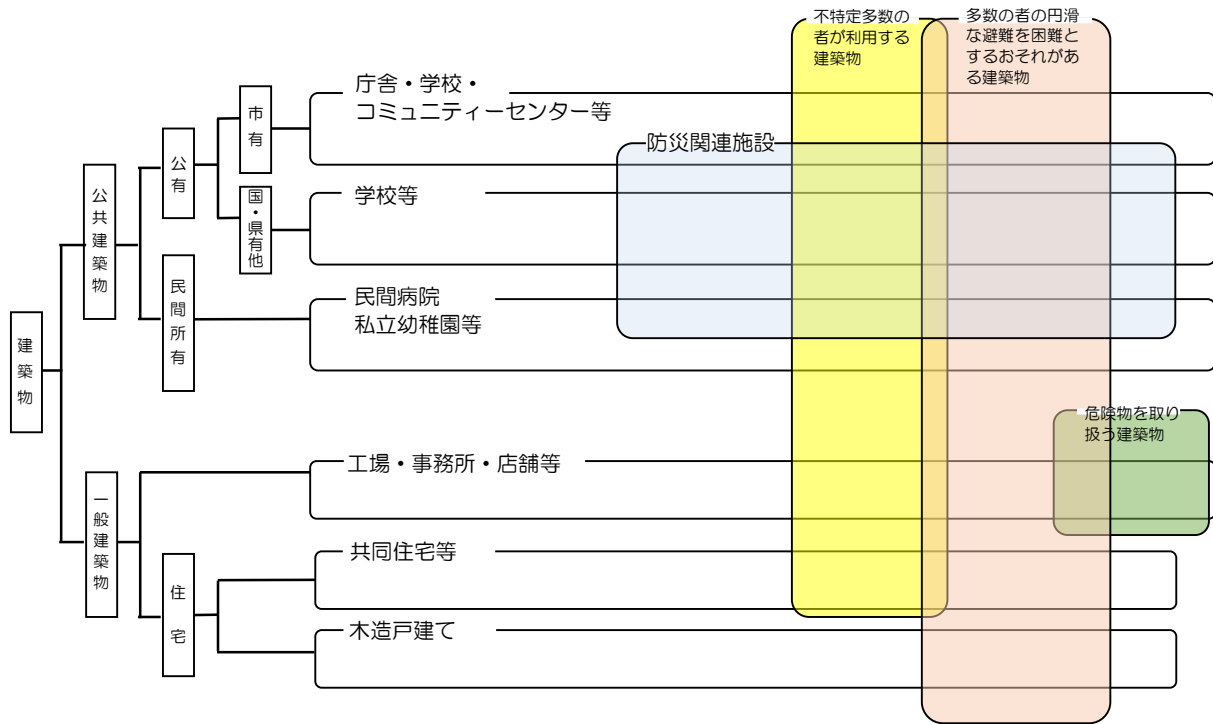 不特定多数の
者が利用する
建築物
多数の者の円滑
な避難を困難と
するおそれがあ
る建築物
庁舎・学校・
コミュニティーセンター等
市有
防災関連施設
公有
公共建築物
国・県有他
学校等
民間所有
民間病院
私立幼稚園等
建築物
危険物を取り
扱う建築物
工場・事務所・店舗等
一般建築物
共同住宅等
住宅
木造戸建て